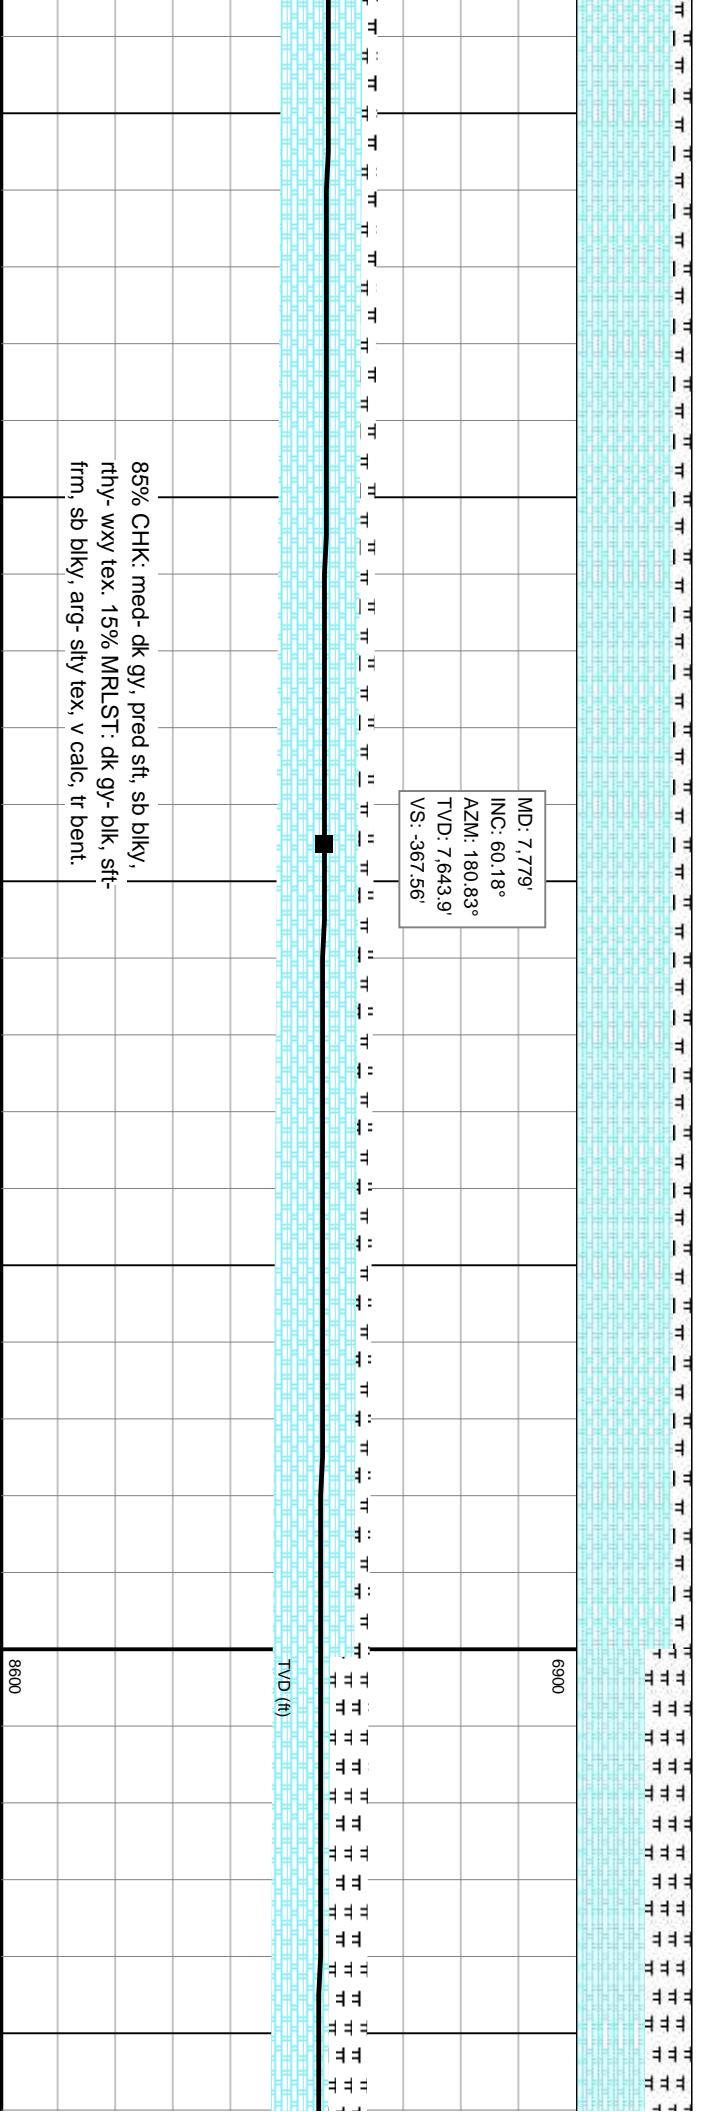 MD: 7,779'
INC: 60.18°
AZM: 180.83°
TVD: 7,643.9'
VS: -367.56'
85% CHK: med- dk gy, pred sft, sb blky,
rthy- wxy tex. 15% MRLST: dk gy- blk, sft-
frm, sb blky, arg- slty tex, v calc, tr bent.
6900
TVD (ft)
8600